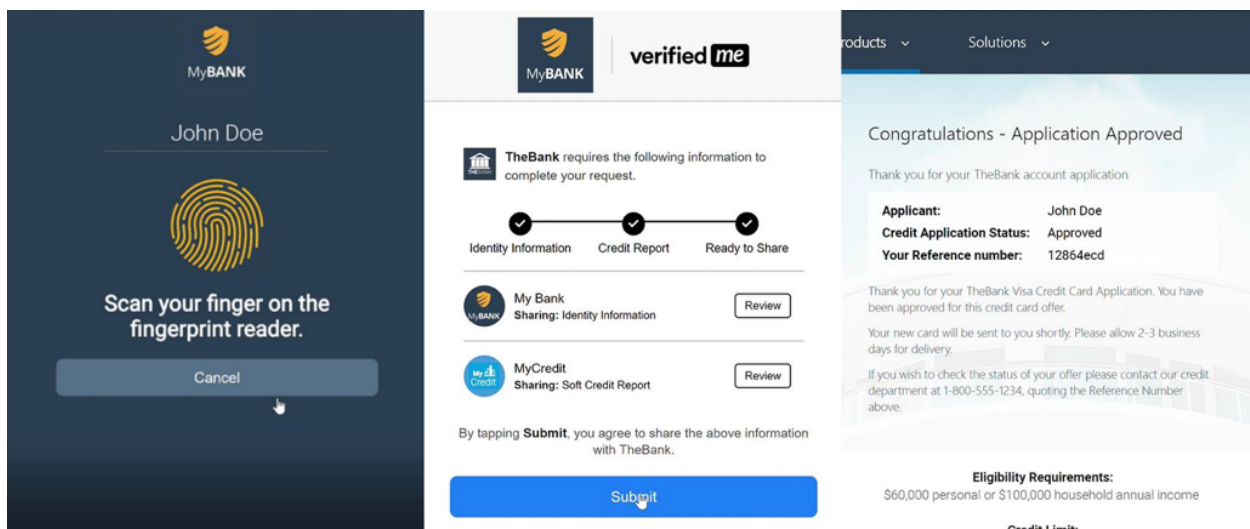 MyBANK
John Doe
Scan your finger on the
fingerprint reader.
Cancel
MyBANK
verified me
TheBank requires the following information to
complete your request.
Identity Information Credit Report Ready to Share
MyBANK
My Bank
Sharing: Identity Information
Review
My Credit
MyCredit
Sharing: Soft Credit Report
Review
By tapping Submit, you agree to share the above information
with TheBank.
Submit
roducts Solutions
Congratulations - Application Approved
Thank you for your TheBank account application
Applicant: John Doe
Credit Application Status: Approved
Your Reference number: 12864ecd
Thank you for your TheBank Visa Credit Card Application. You have
been approved for this credit card offer.
Your new card will be sent to you shortly. Please allow 2-3 business
days for delivery.
If you wish to check the status of your offer please contact our credit
department at 1-800-555-1234, quoting the Reference Number
above.
Eligibility Requirements:
$60,000 personal or $100,000 household annual income
Credit Limit: